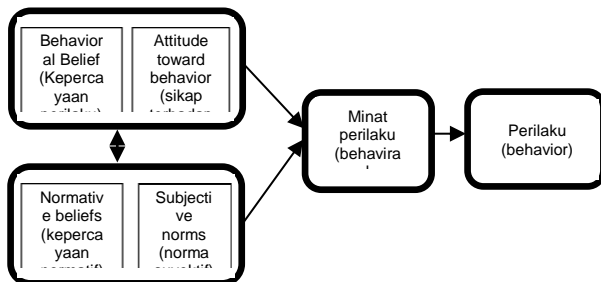 Behavior
al Belief
(Keperca
yaan
Attitude
toward
behavior
(sikap
Minat
perilaku
(behavira
Perilaku
(behavior)
Normativ
e beliefs
(keperca
yaan
Subjecti
ve
norms
(norma